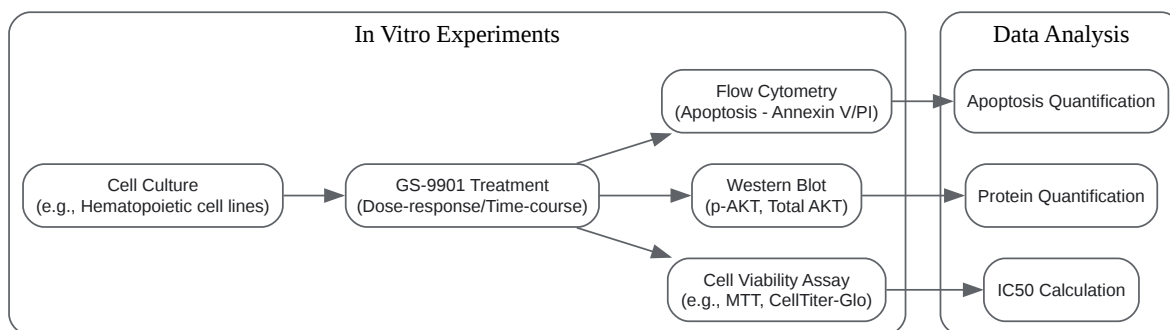 In Vitro Experiments
Data Analysis
Flow Cytometry
(Apoptosis - Annexin V/PI)
Apoptosis Quantification
Cell Culture
(e.g., Hematopoietic cell lines)
GS-9901 Treatment
(Dose-response/Time-course)
Western Blot
(p-AKT, Total AKT)
Protein Quantification
Cell Viability Assay
(e.g., MTT, CellTiter-Glo)
IC50 Calculation